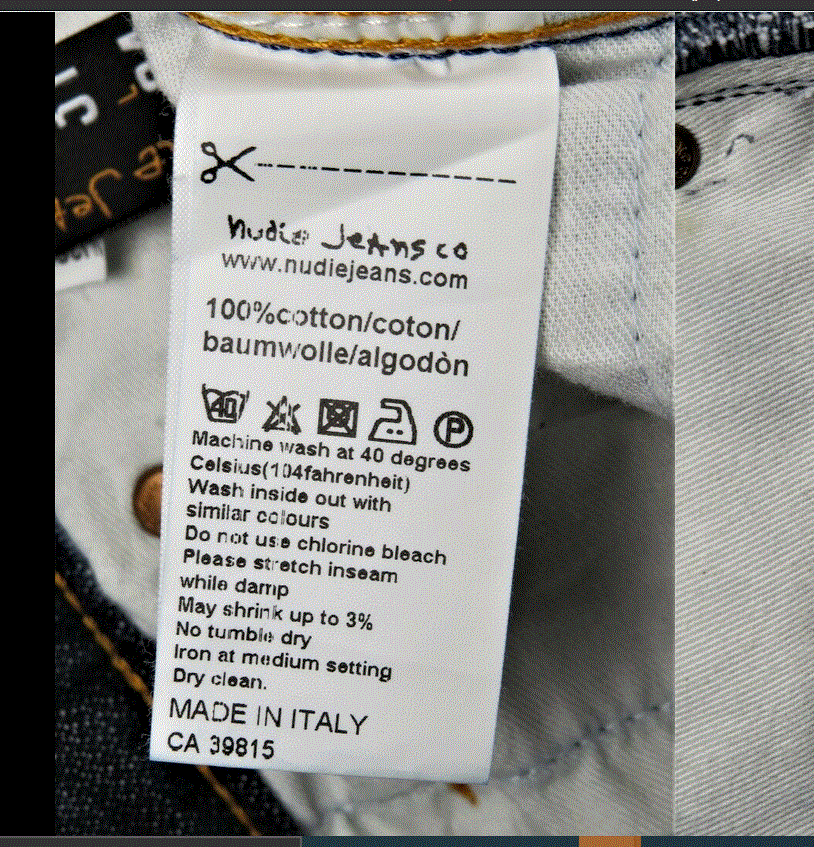 nudie Jeans co
www.nudiejeans.com
100%cotton/coton/
baumwolle/algodòn
40 P
Machine wash at 40 degrees
Celsius(104fahrenheit)
Wash inside out with
similar colours
Do not use chlorine bleach
Please stretch inseam
while damp
May shrink up to 3%
No tumble dry
Iron at medium setting
Dry clean.
MADE IN ITALY
CA 39815